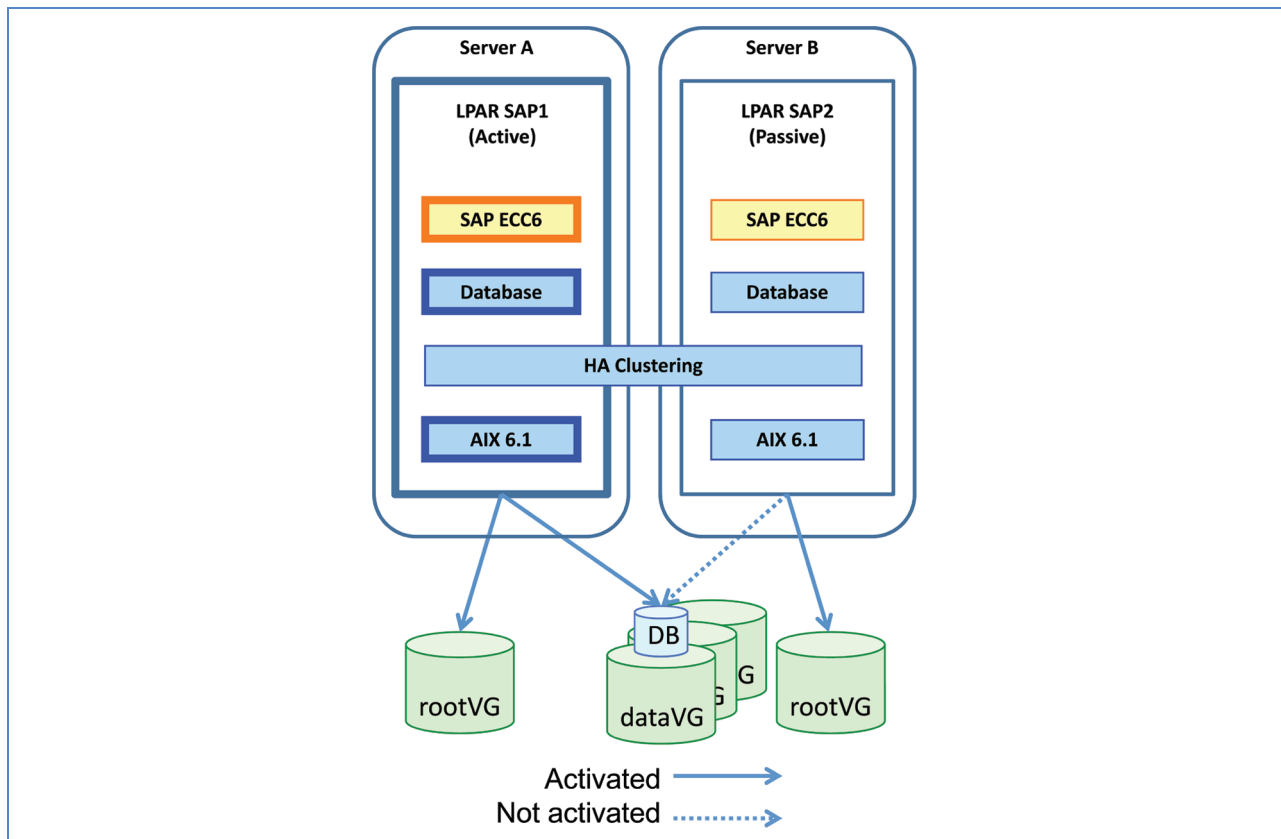 Server A
Server B
LPAR SAP1
(Active)
LPAR SAP2
(Passive)
SAP ECC6
SAP ECC6
Database
Database
HA Clustering
AIX 6.1
AIX 6.1
DB
G
G
rootVG
dataVG
rootVG
Activated
Not activated